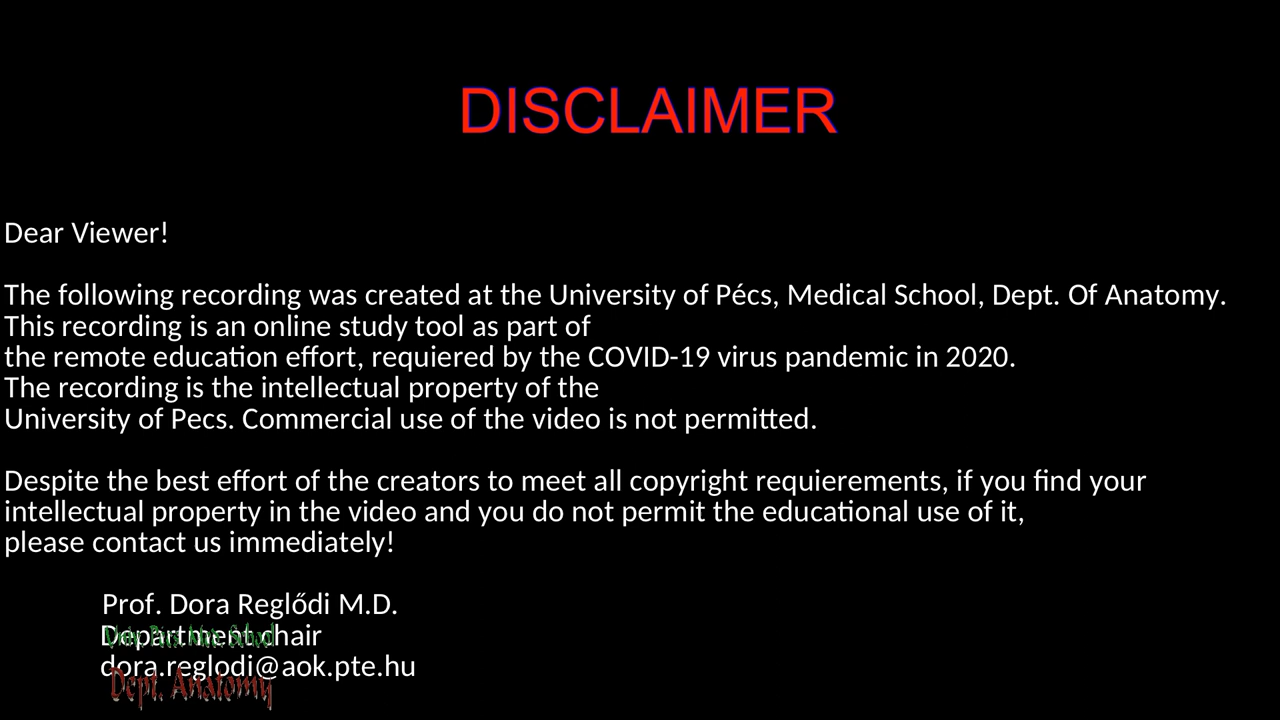 DISCLAIMER
Dear Viewer!
The following recording was created at the University of Pécs, Medical School, Dept. Of Anatomy.
This recording is an online study tool as part of
the remote education effort, requiered by the COVID-19 virus pandemic in 2020.
The recording is the intellectual property of the
University of Pecs. Commercial use of the video is not permitted.
Despite the best effort of the creators to meet all copyright requierements, if you find your
intellectual property in the video and you do not permit the educational use of it,
please contact us immediately!
Prof. Dora Reglődi M.D.
Department chair
Univ. Pécs. Med. School
dora.reglodi@aok.pte.hu
Dept. Anatomy